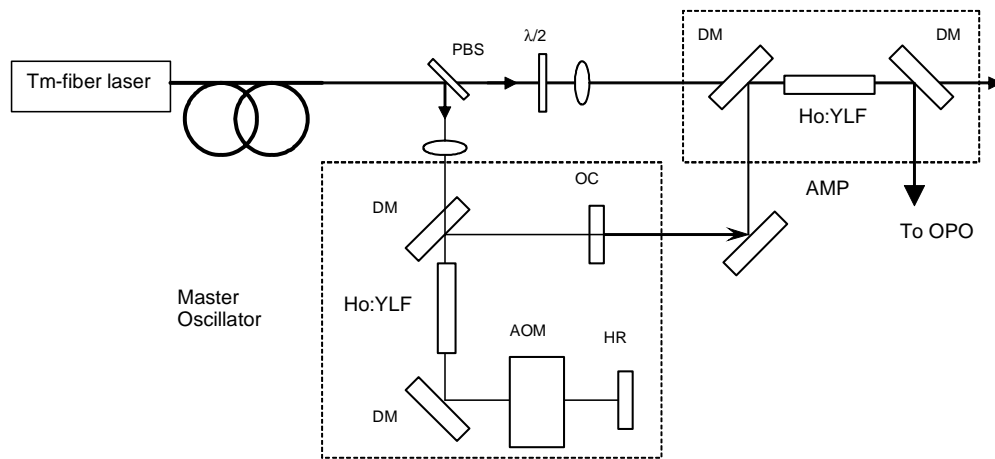 PBS
λ/2
DM
DM
Tm-fiber laser
Ho:YLF
OC
AMP
DM
To OPO
Master
Oscillator
Ho:YLF
AOM
HR
DM